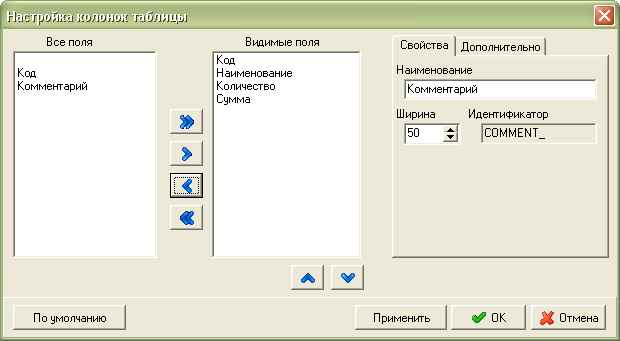 Настройка колонок таблицы
Все поля
Код
Комментарий
Видимые поля
Код
Наименование
Количество
Сумма
Свойства
Дополнительно
Наименование
Комментарий
Ширина
Идентификатор
50
COMMENT_
По умолчанию
Применить
OK
Отмена